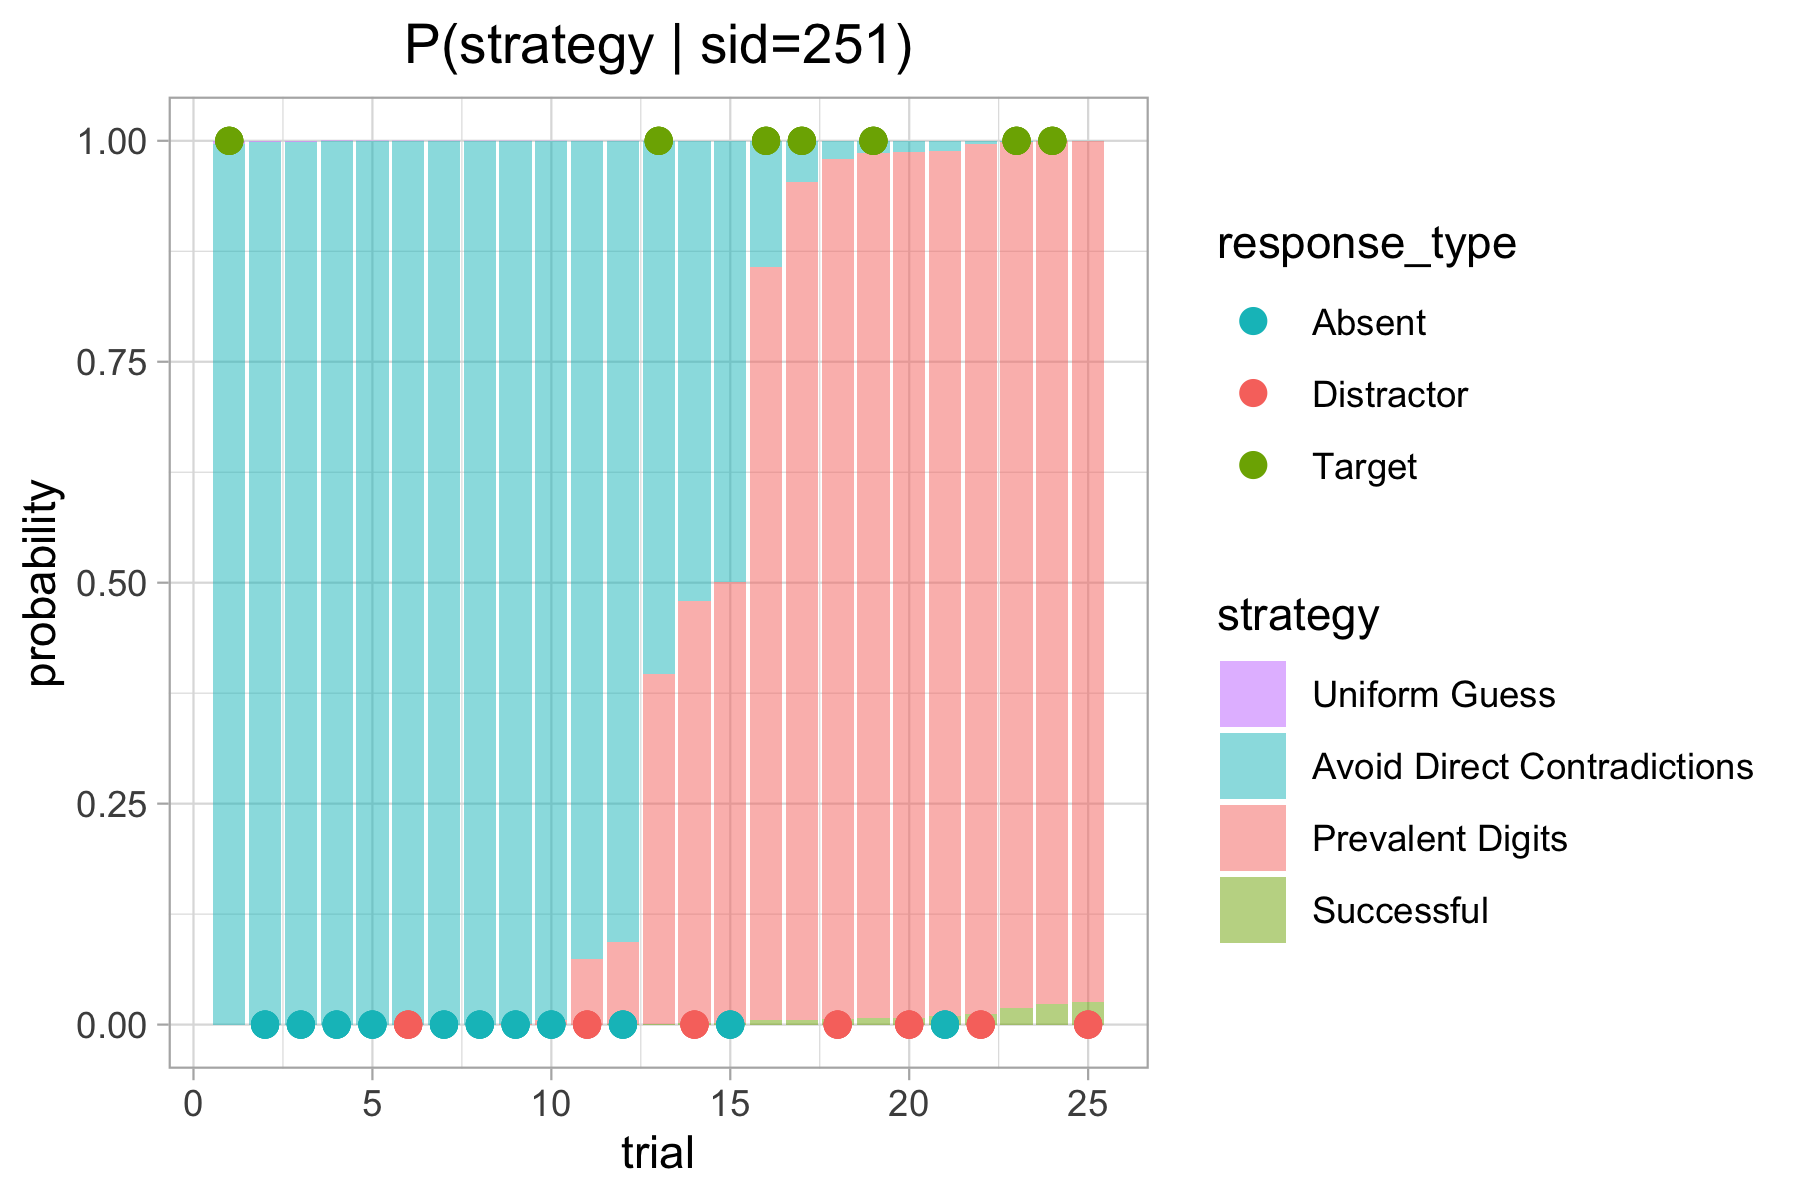 P(strategy | sid=251)
probability
1.00
0.75
0.50
0.25
0.00
0 5 10 15 20 25
trial
response_type
Absent
Distractor
Target
strategy
Uniform Guess
Avoid Direct Contradictions
Prevalent Digits
Successful